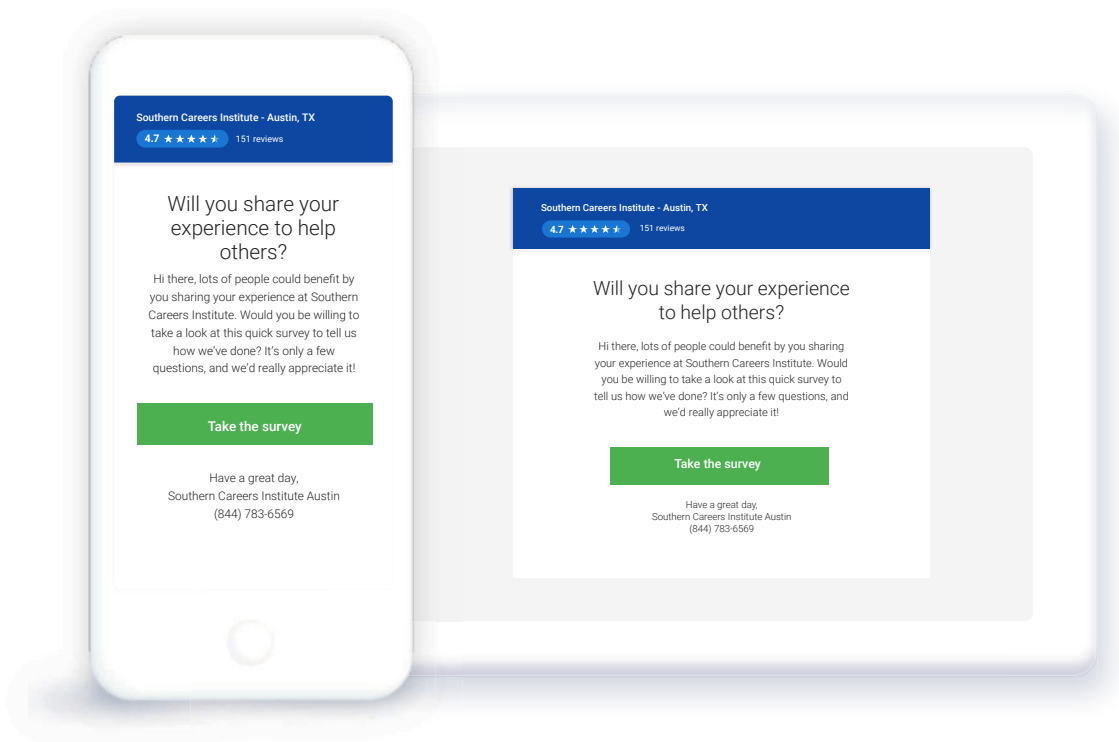 Southern Careers Institute - Austin, TX
4.7 ★★★★⯨ 151 reviews
Will you share your
experience to help
others?
Hi there, lots of people could benefit by
you sharing your experience at Southern
Careers Institute. Would you be willing to
take a look at this quick survey to tell us
how we've done? It's only a few
questions, and we'd really appreciate it!
Take the survey
Have a great day,
Southern Careers Institute Austin
(844) 783-6569
Southern Careers Institute - Austin, TX
4.7 ★★★★⯨ 151 reviews
Will you share your experience
to help others?
Hi there, lots of people could benefit by you sharing
your experience at Southern Careers Institute. Would
you be willing to take a look at this quick survey to
tell us how we've done? It's only a few questions, and
we'd really appreciate it!
Take the survey
Have a great day,
Southern Careers Institute Austin
(844) 783-6569